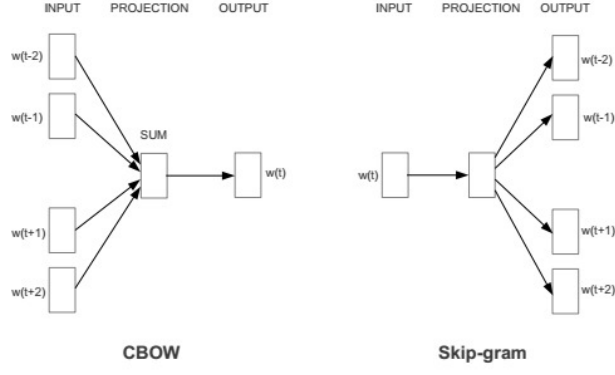 INPUT PROJECTION OUTPUT
w(t-2)
w(t-1)
SUM
w(t)
w(t+1)
w(t+2)
CBOW
INPUT PROJECTION OUTPUT
w(t-2)
w(t-1)
w(t)
w(t+1)
w(t+2)
Skip-gram